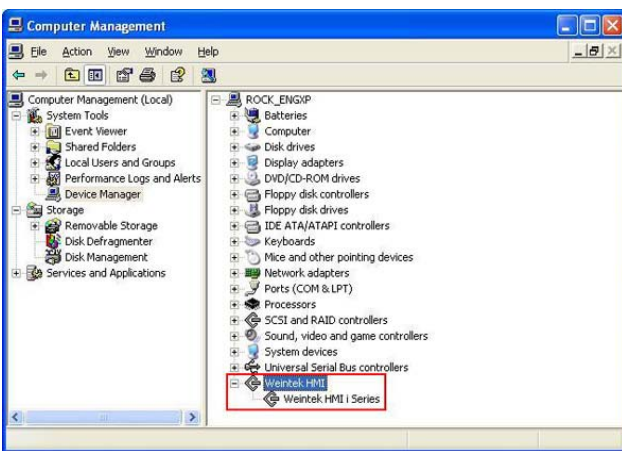 Computer Management
File Action View Window Help
Computer Management (Local)
System Tools
Event Viewer
Shared Folders
Local Users and Groups
Performance Logs and Alerts
Device Manager
Storage
Removable Storage
Disk Defragmenter
Disk Management
Services and Applications
ROCK_ENGXP
Batteries
Computer
Disk drives
Display adapters
DVD/CD-ROM drives
Floppy disk controllers
Floppy disk drives
IDE ATA/ATAPI controllers
Keyboards
Mice and other pointing devices
Network adapters
Ports (COM & LPT)
Processors
SCSI and RAID controllers
Sound, video and game controllers
System devices
Universal Serial Bus controllers
Weintek HMI
Weintek HMI i Series